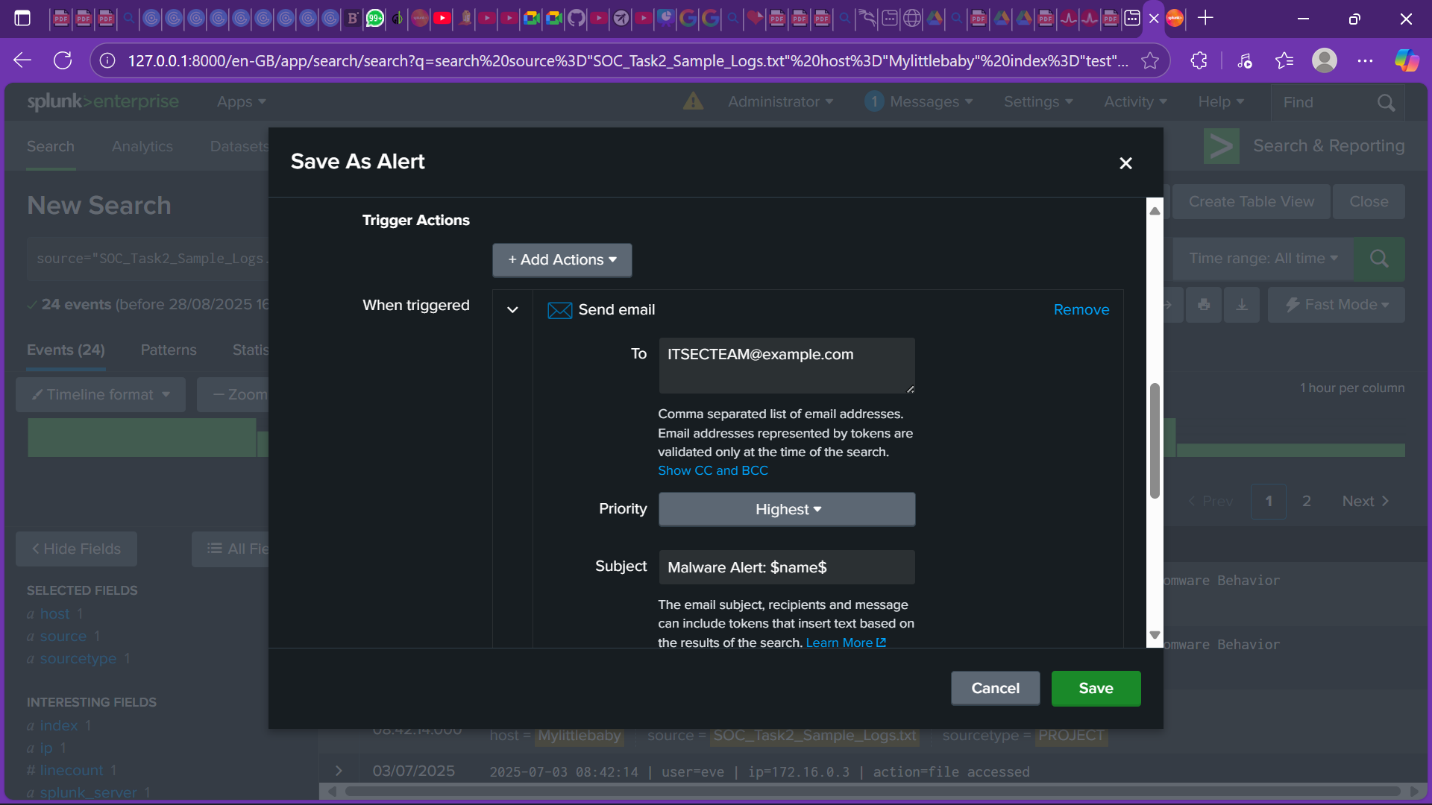 99+
127.0.0.1:8000/en-GB/app/search/search?q=search%20source%3D"SOC_Task2_Sample_Logs.txt"%20host%3D"Mylittlebaby"%20index%3D"test"...
splunk>enterprise Apps Administrator 1 Messages Settings Activity Help Find
Search Analytics Datasets Search & Reporting
Save As Alert
New Search Create Table View Close
Trigger Actions
source="SOC_Task2_Sample_Logs. Time range: All time
+ Add Actions
24 events (before 28/08/2025 16 Fast Mode
When triggered
Send email
Remove
Events (24) Patterns Statis
To
ITSECTEAM@example.com
Timeline format — Zoom 1 hour per column
Comma separated list of email addresses.
Email addresses represented by tokens are
validated only at the time of the search.
Show CC and BCC
Priority
Highest
< Prev 1 2 Next >
Hide Fields All Fie
Subject
Malware Alert: $name$
SELECTED FIELDS
omware Behavior
The email subject, recipients and message
a host 1
can include tokens that insert text based on
a source 1
the results of the search. Learn More
omware Behavior
a sourcetype 1
Cancel Save
INTERESTING FIELDS
a index 1
08:42:14.000 host = Mylittlebaby source = SOC_Task2_Sample_Logs.txt sourcetype = PROJECT
a ip 1
# linecount 1
> 03/07/2025 2025-07-03 08:42:14 | user=eve | ip=172.16.0.3 | action=file accessed
a splunk_server 1